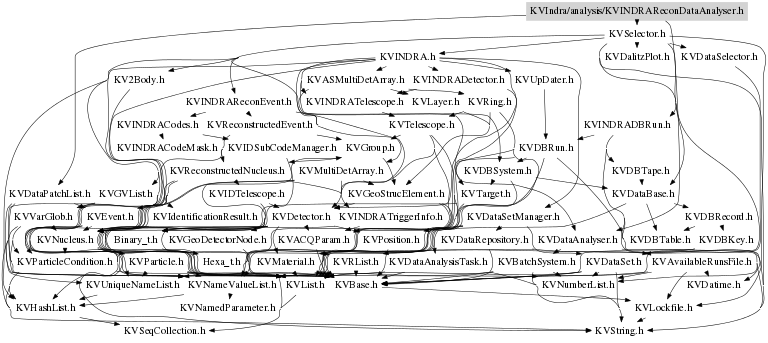 KVIndra/analysis/KVINDRAReconDataAnalyser.h
KVSelector.h
KVINDRA.h KVDalitzPlot.h KVDataSelector.h
KV2Body.h KVASMultiDetArray.h KVINDRADetector.h KVUpDater.h
KVINDRAReconEvent.h KVINDRATelescope.h KVLayer.h KVRing.h
KVINDRACodes.h KVReconstructedEvent.h KVTelescope.h KVINDRADBRun.h
KVINDRACodeMask.h KVIDSubCodeManager.h KVGroup.h KVDBRun.h
KVReconstructedNucleus.h KVMultiDetArray.h KVDBSystem.h KVDBTape.h
KVDataPatchList.h KVGVList.h KVIDTelescope.h KVGeoStrucElement.h KVTarget.h KVDataBase.h
KVVarGlob.h KVEvent.h KVIdentificationResult.h KVDetector.h KVINDRATriggerInfo.h KVDataSetManager.h KVDBRecord.h
KVNucleus.h Binary_t.h KVGeoDetectorNode.h KVACQParam.h KVPosition.h KVDataRepository.h KVDataAnalyser.h KVDBTable.h KVDBKey.h
KVParticleCondition.h KVParticle.h Hexa_t.h KVMaterial.h KVRList.h KVDataAnalysisTask.h KVBatchSystem.h KVDataSet.h KVAvailableRunsFile.h
KVUniqueNameList.h KVNameValueList.h KVList.h KVBase.h KVNumberList.h KVDatime.h
KVHashList.h KVNamedParameter.h KVLockfile.h
KVSeqCollection.h KVString.h